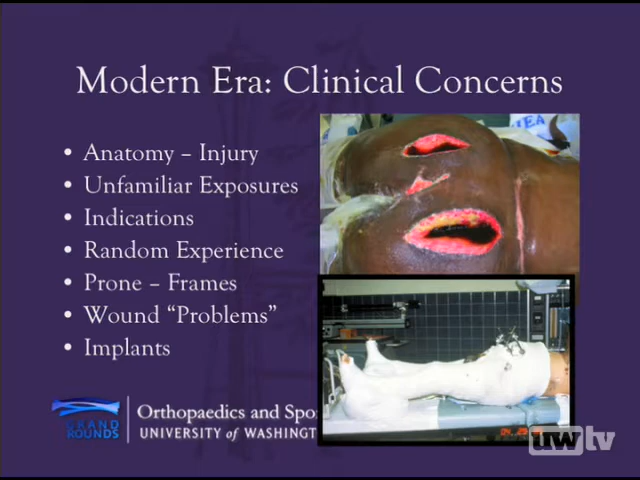 Modern Era: Clinical Concerns
• Anatomy – Injury
• Unfamiliar Exposures
• Indications
• Random Experience
• Prone – Frames
• Wound “Problems”
• Implants
GRAND
ROUNDS
Orthopaedics and Spo
UNIVERSITY of WASHINGT
uwtv